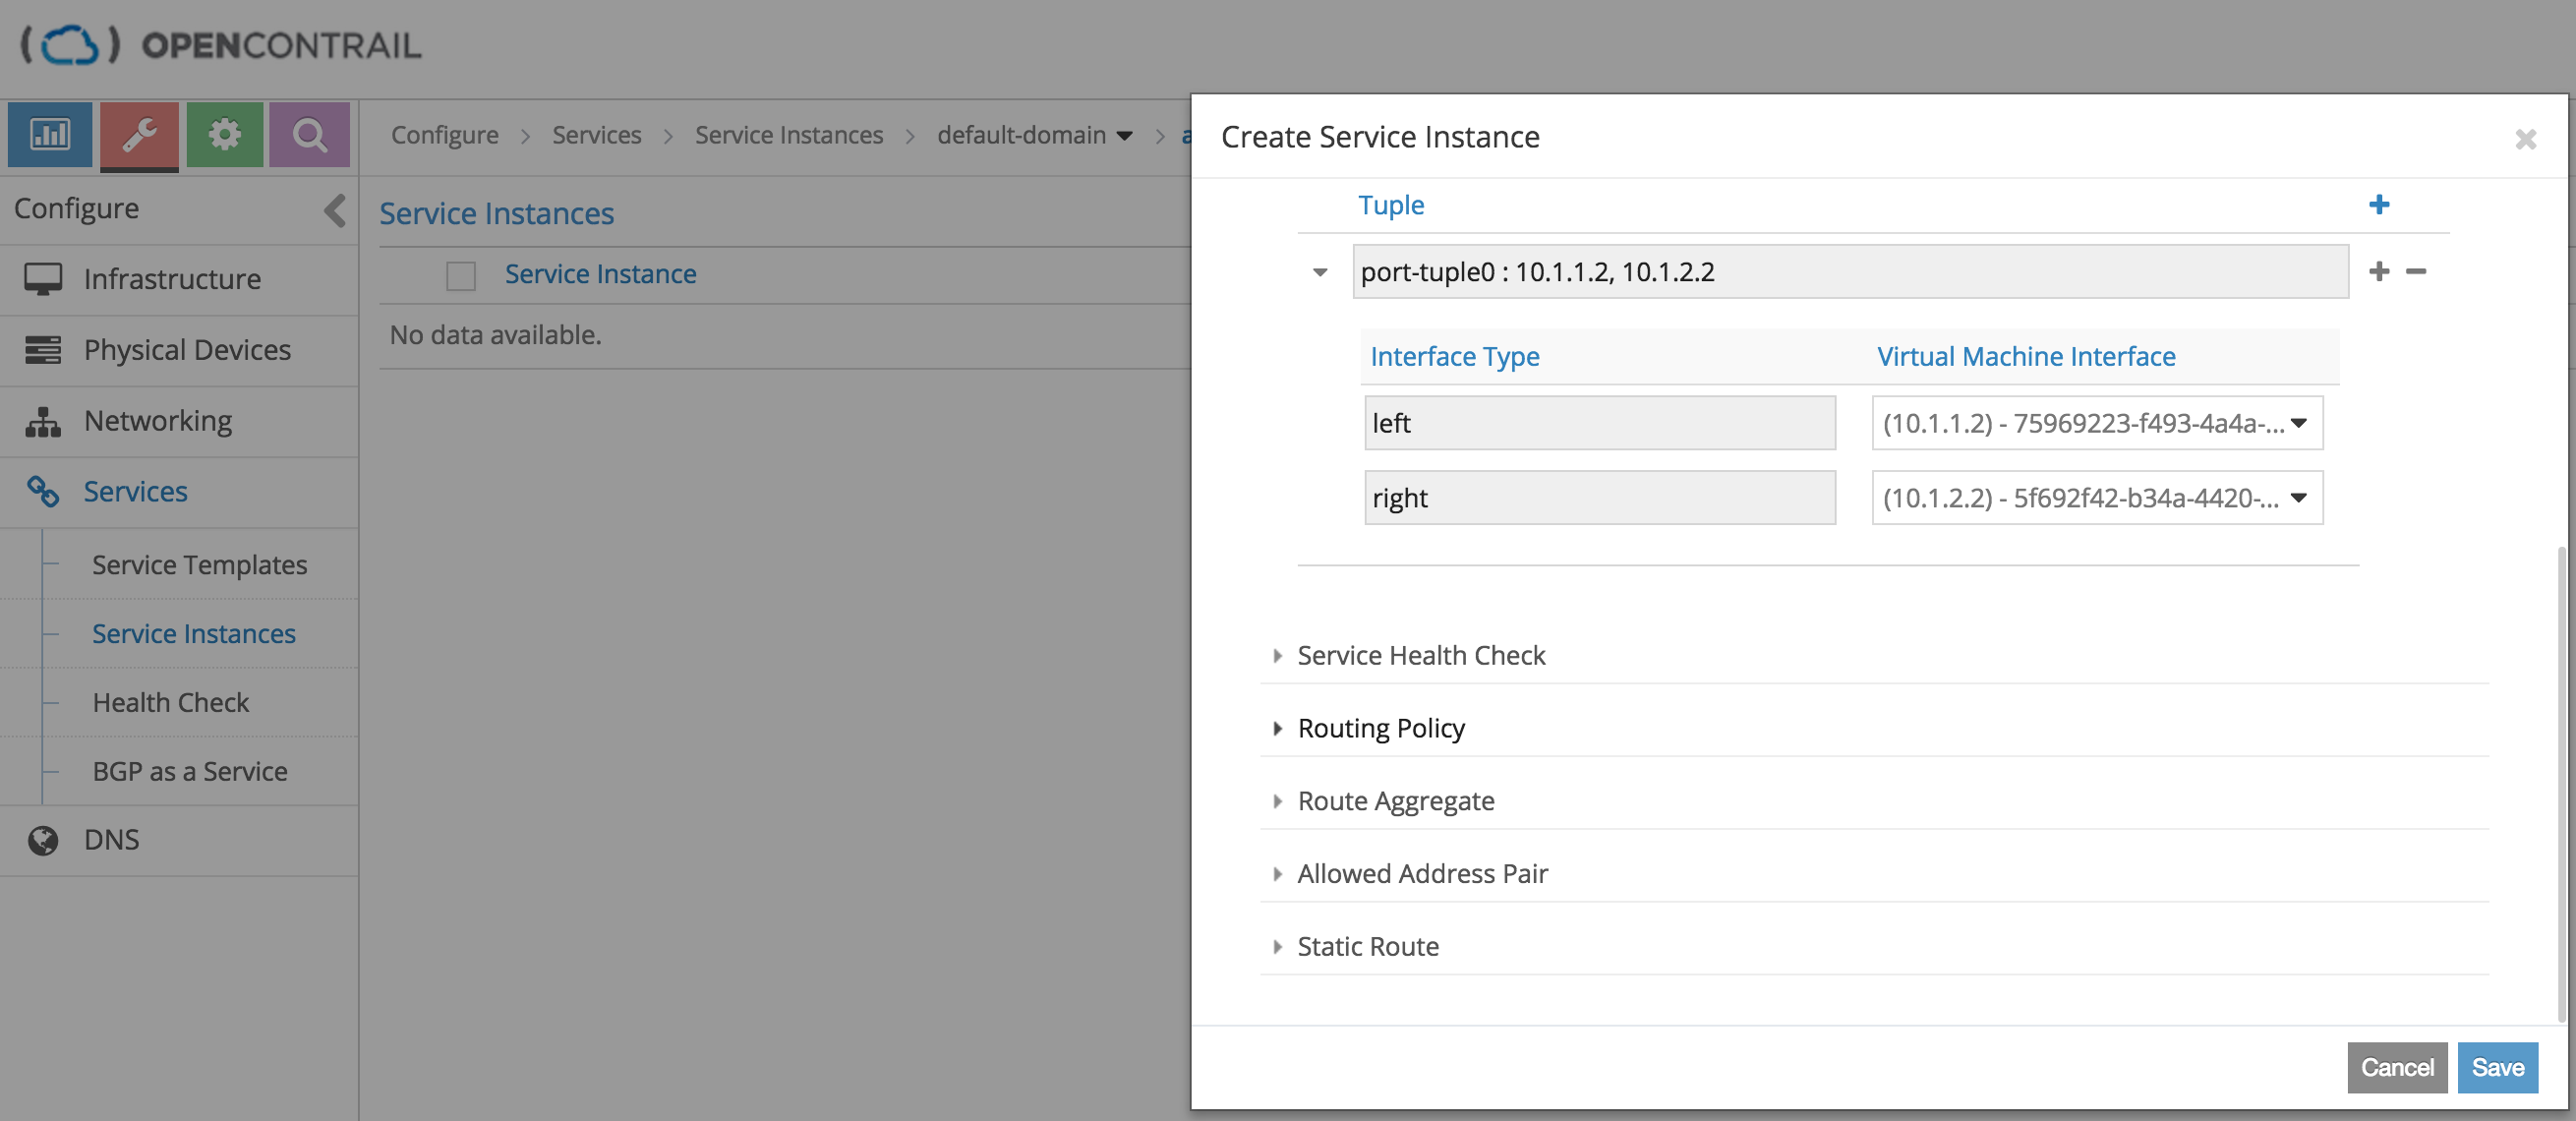 OPENCONTRAIL
Configure
Infrastructure
Physical Devices
Networking
Services
Service Templates
Service Instances
Health Check
BGP as a Service
DNS
Configure > Services > Service Instances > default-domain > a
Service Instances
Service Instance
No data available.
Create Service Instance
Tuple
port-tuple0 : 10.1.1.2, 10.1.2.2
Interface Type Virtual Machine Interface
left (10.1.1.2) - 75969223-f493-4a4a-...
right (10.1.2.2) - 5f692f42-b34a-4420-...
Service Health Check
Routing Policy
Route Aggregate
Allowed Address Pair
Static Route
Cancel Save